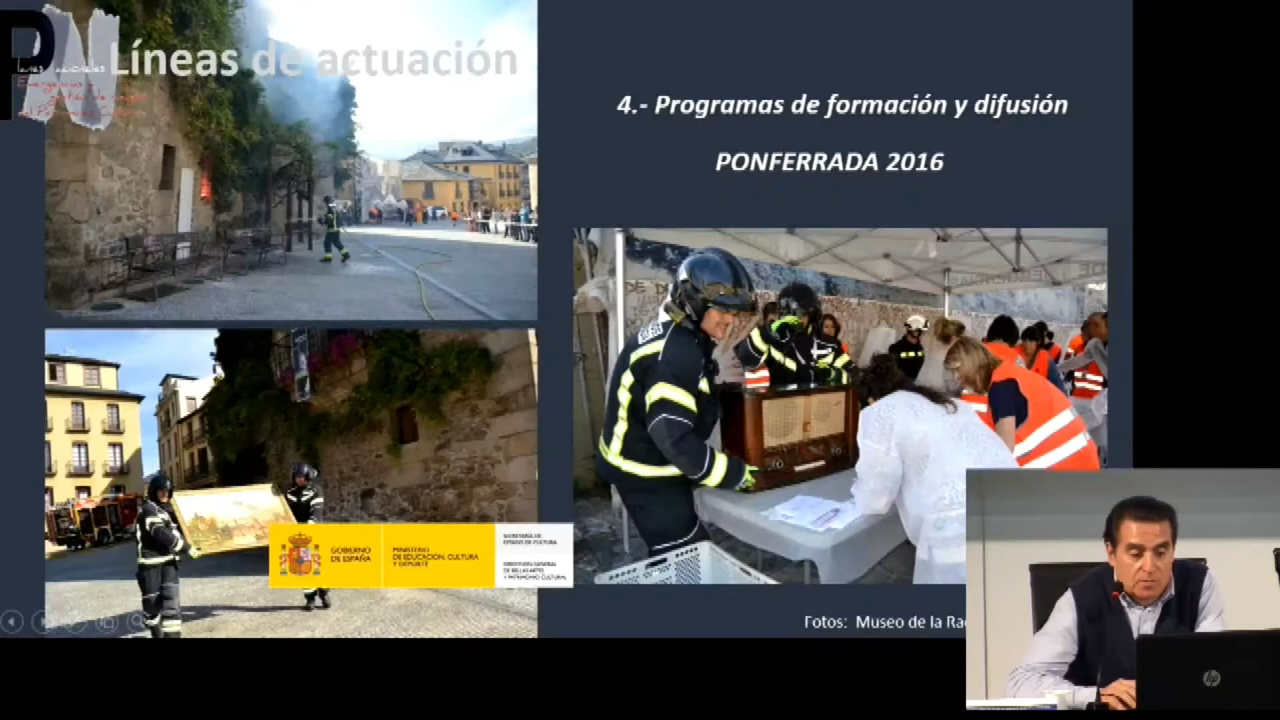 Líneas de actuación
4.- Programas de formación y difusión
PONFERRADA 2016
GOBIERNO
DE ESPAÑA
MINISTERIO
DE EDUCACIÓN, CULTURA
Y DEPORTE
SECRETARÍA DE
ESTADO DE CULTURA
DIRECCIÓN GENERAL
DE BELLAS ARTES
Y PATRIMONIO CULTURAL
Fotos: Museo de la
hp